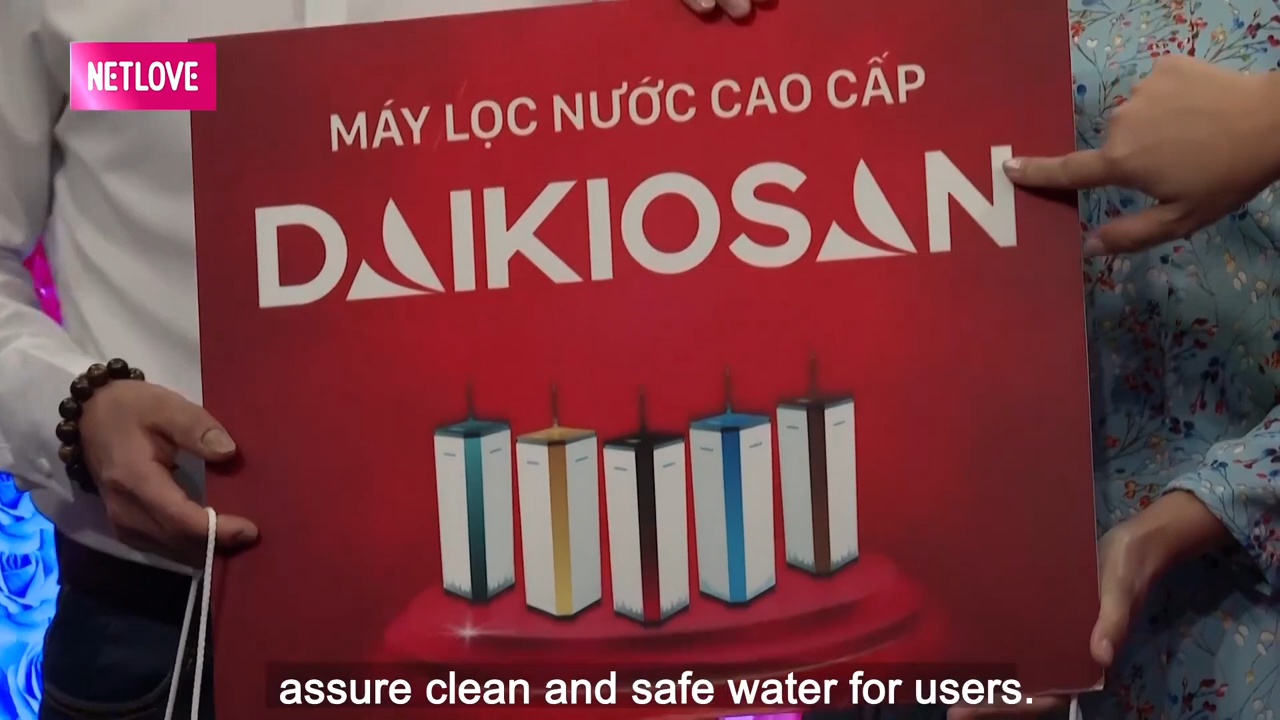 NETLOVE
MÁY LỌC NƯỚC CAO CẤP
DAIKIOSAN
assure clean and safe water for users.